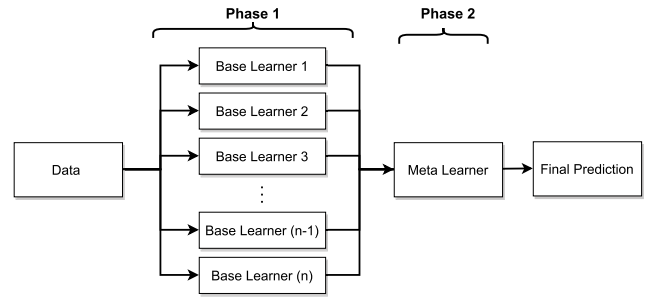 Phase 1
Phase 2
Base Learner 1
Base Learner 2
Base Learner 3
Data
Meta Learner
Final Prediction
Base Learner (n-1)
Base Learner (n)